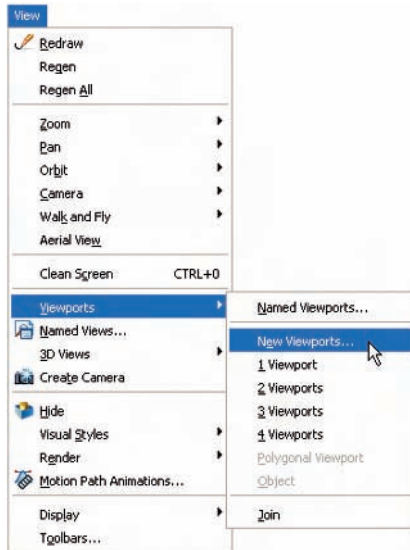 View
Redraw
Regen
Regen All
Zoom
Pan
Orbit
Camera
Walk and Fly
Aerial View
Clean Screen CTRL+0
Viewports
Named Views...
3D Views
Create Camera
Hide
Visual Styles
Render
Motion Path Animations...
Display
Toolbars...
Named Viewports...
New Viewports...
1 Viewport
2 Viewports
3 Viewports
4 Viewports
Polygonal Viewport
Object
Join